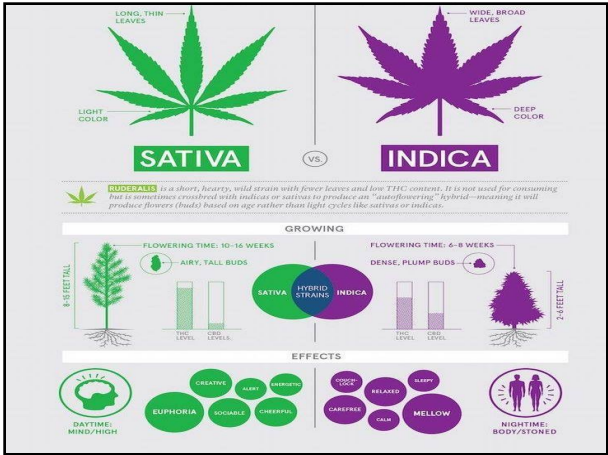 LONG, THIN
LEAVES
WIDE, BROAD
LEAVES
LIGHT
COLOR
DEEP
COLOR
SATIVA
VS.
INDICA
RUDERALIS is a short, hearty, wild strain with fewer leaves and low THC content. It is not used for consuming
but is sometimes crossbred with indicas or sativas to produce an "autoflowering" hybrid—meaning it will
produce flowers (buds) based on age rather than light cycles like sativas or indicas.
GROWING
FLOWERING TIME: 10-16 WEEKS
AIRY, TALL BUDS
8-15 FEET TALL
THC
LEVEL
CBD
LEVELS
SATIVA
HYBRID
STRAINS
INDICA
FLOWERING TIME: 6-8 WEEKS
DENSE, PLUMP BUDS
THC
LEVEL
CBD
LEVEL
2-6 FEET TALL
EFFECTS
DAYTIME:
MIND/HIGH
CREATIVE
ALERT
ENERGETIC
EUPHORIA
SOCIABLE
CHEERFUL
COUCH-
LOCK
RELAXED
SLEEPY
CAREFREE
CALM
MELLOW
NIGHTIME:
BODY/STONED